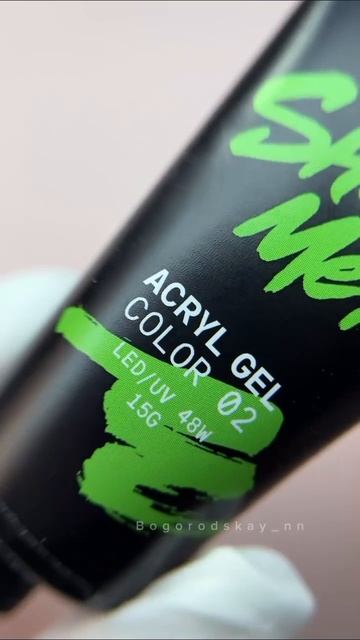 ACRYL GEL
COLOR 02
LED/UV 48W
15G
Bogorodskay_nn